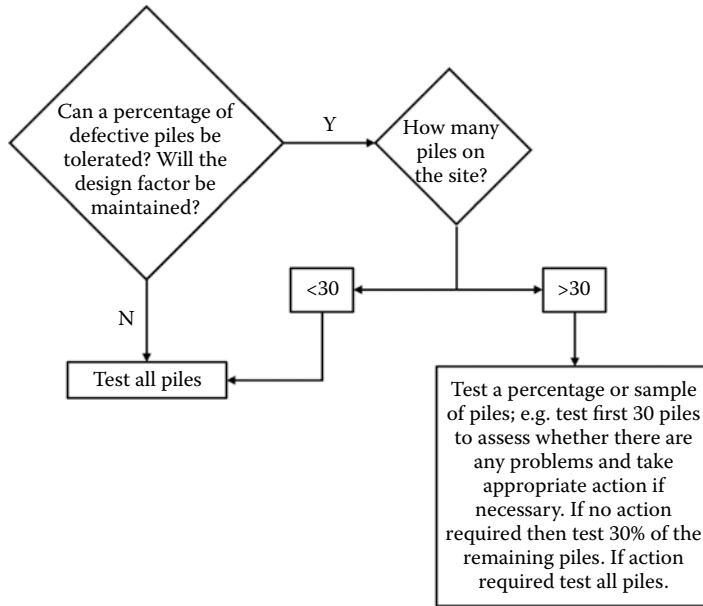 Can a percentage of
defective piles be
tolerated? Will the
design factor be
maintained?
Y
How many
piles on
the site?
N
<30
>30
Test all piles
Test a percentage or sample
of piles; e.g. test first 30 piles
to assess whether there are
any problems and take
appropriate action if
necessary. If no action
required then test 30% of the
remaining piles. If action
required test all piles.